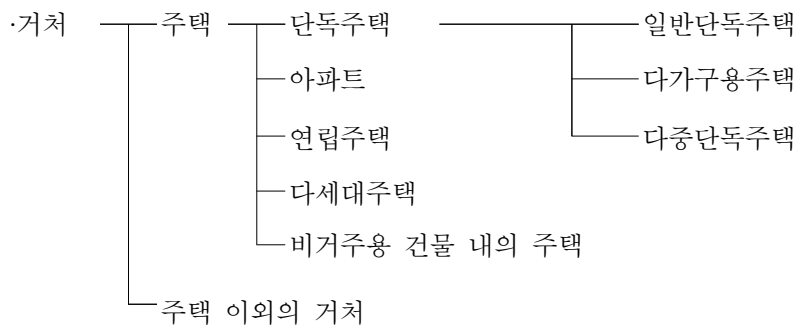 ·거처 주택 단독주택 일반단독주택
아파트 다가구용주택
연립주택 다중단독주택
다세대주택
비거주용 건물 내의 주택
주택 이외의 거처